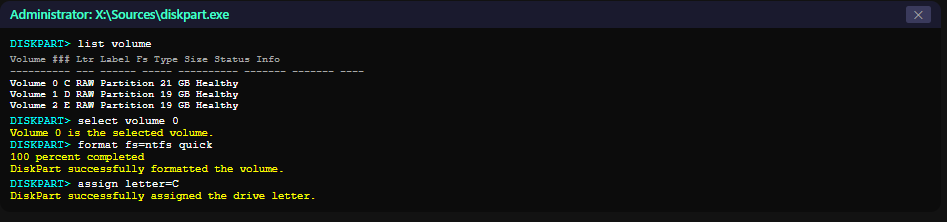 Administrator: X:\Sources\diskpart.exe
DISKPART> list volume
Volume ### Ltr Label Fs Type Size Status Info
---------- --- ------ ----- ---------- ------- ------- ----
Volume 0 C RAW Partition 21 GB Healthy
Volume 1 D RAW Partition 19 GB Healthy
Volume 2 E RAW Partition 19 GB Healthy
DISKPART> select volume 0
Volume 0 is the selected volume.
DISKPART> format fs=ntfs quick
100 percent completed
DiskPart successfully formatted the volume.
DISKPART> assign letter=C
DiskPart successfully assigned the drive letter.